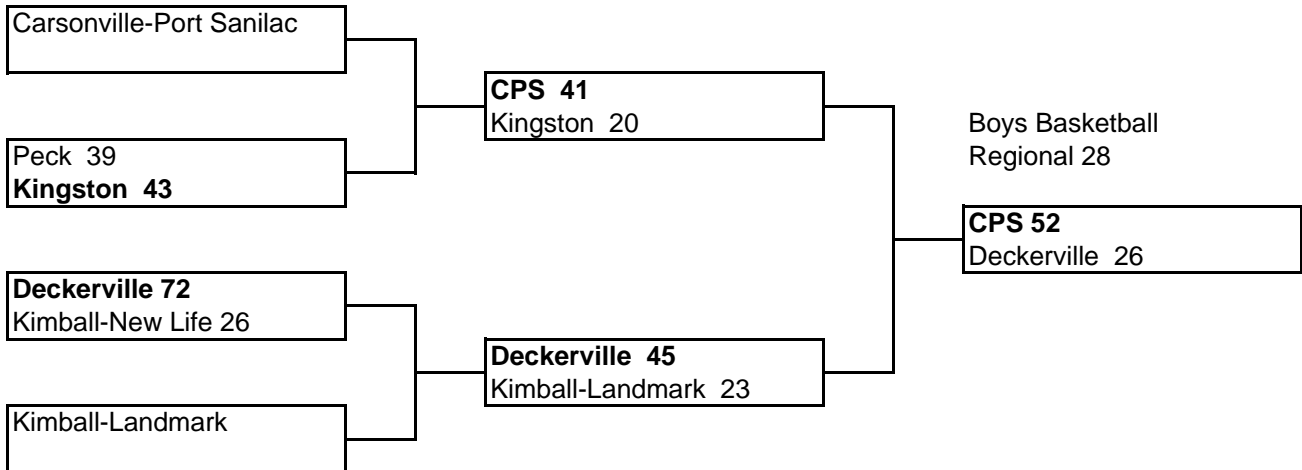 Carsonville-Port Sanilac
CPS  41
Kingston  20
Boys Basketball
Regional 28
Peck  39
Kingston  43
CPS 52
Deckerville  26
Deckerville 72
Kimball-New Life 26
Deckerville  45
Kimball-Landmark  23
Kimball-Landmark